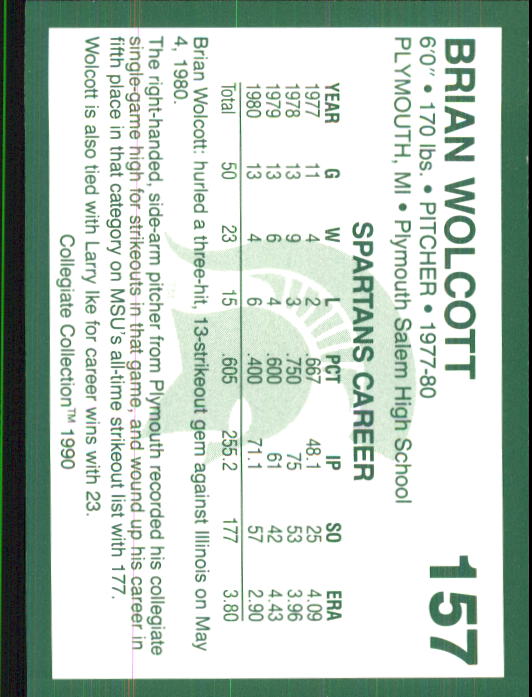 BRIAN WOLCOTT 157
6'0" • 170 lbs. • PITCHER • 1977-80
PLYMOUTH, MI • Plymouth Salem High School
SPARTANS CAREER
YEAR G W L PCT IP SO ERA
1977 11 4 2 .667 48.1 25 4.09
1978 13 9 3 .750 75 53 3.96
1979 13 6 4 .600 61 42 4.43
1980 13 4 6 .400 71.1 57 2.90
Total 50 23 15 .605 255.2 177 3.80
Brian Wolcott: hurled a three-hit, 13-strikeout gem against Illinois on May
4, 1980.
The right-handed, side-arm pitcher from Plymouth recorded his collegiate
single-game high for strikeouts in that game, and wound up his career in
fifth place in that category on MSU's all-time strikeout list with 177.
Wolcott is also tied with Larry Ike for career wins with 23.
Collegiate Collection™ 1990